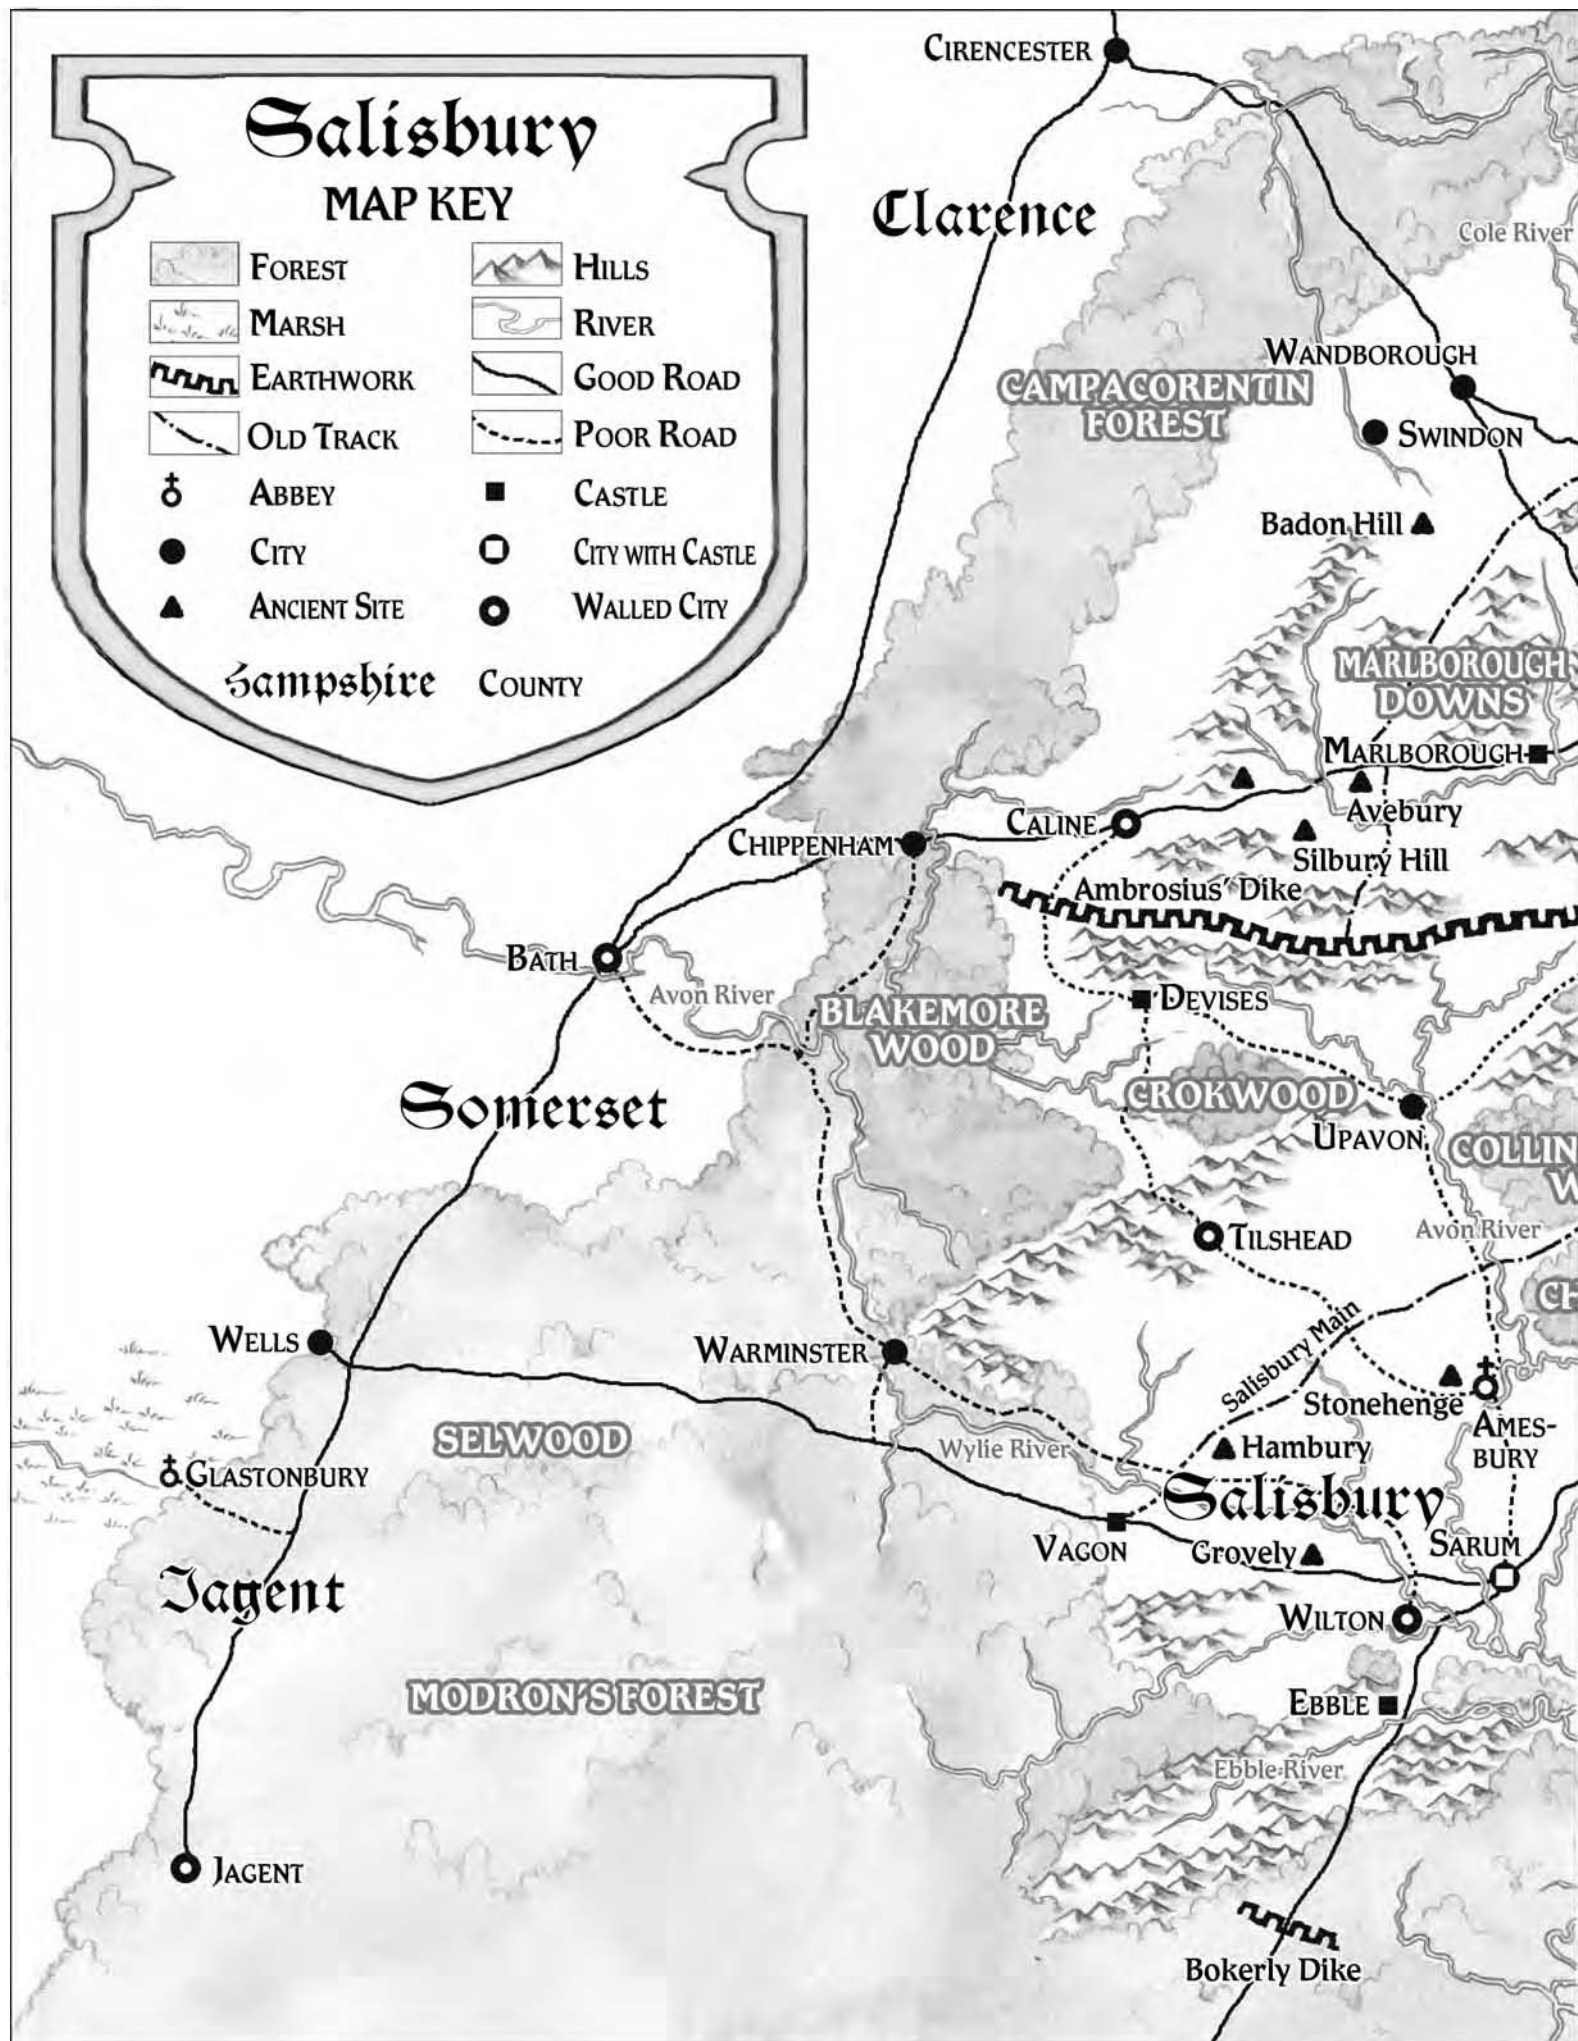 Salisbury
MAP KEY
FOREST
HILLS
MARSH
RIVER
EARTHWORK
GOOD ROAD
OLD TRACK
POOR ROAD
ABBEY
CASTLE
CITY
CITY WITH CASTLE
ANCIENT SITE
WALLED CITY
Hampshire
COUNTY
CIRENCESTER
Clarence
Cole River
WANDBOROUGH
CAMPACORENTIN
FOREST
SWINDON
Badon Hill
MARLBOROUGH
DOWNS
MARLBOROUGH
Avebury
CALINE
CHIPPENHAM
Silbury Hill
Ambrosius' Dike
BATH
Avon River
BLAKEMORE
WOOD
DEVISES
CROKWOOD
Somerset
UPAVON
COLLIN
W
TILSHEAD
Avon River
CH
WELLS
WARMINSTER
Salisbury Main
Stonehenge
AMES-
BURY
SELWOOD
Wylie River
Hambury
GLASTONBURY
Salisbury
VAGON
Grovely
SARUM
Jagent
WILTON
MODRON'S FOREST
EBBLE
Ebble River
JAGENT
Bokerly Dike